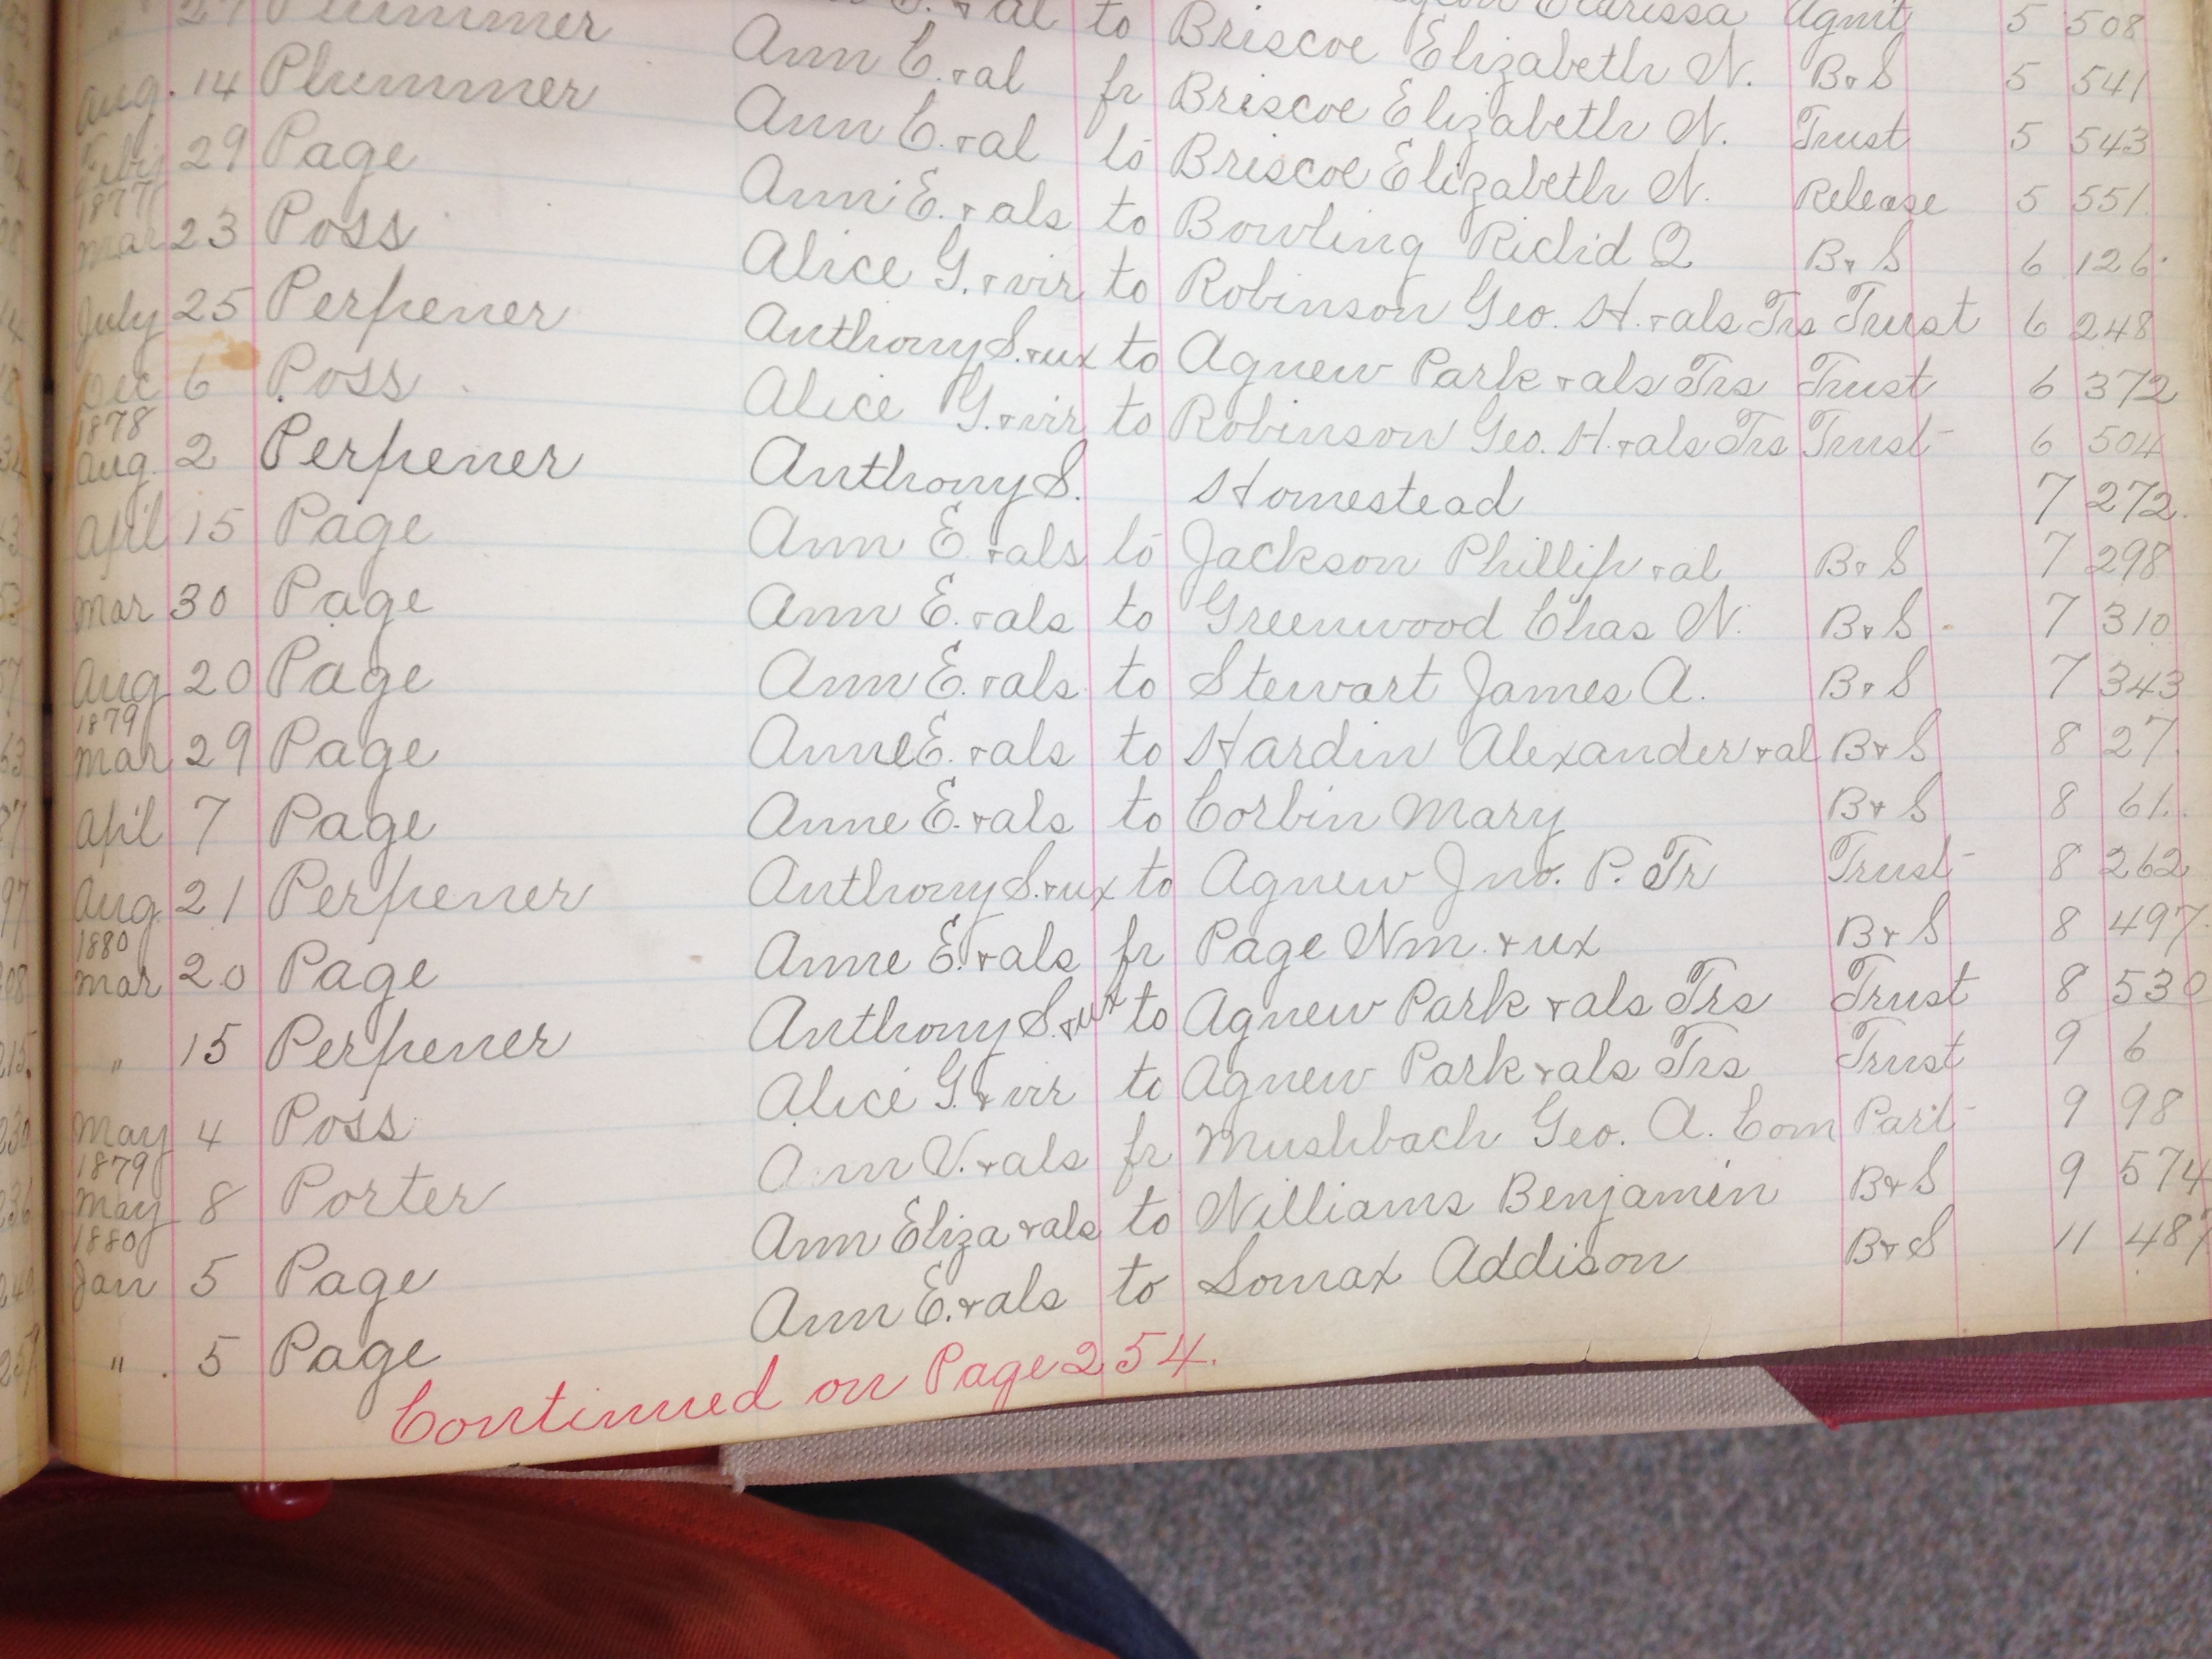 & al to Clarissa Agmt 5 508
Ann C. & al fr Briscoe Elizabeth N. B & S 5 541
" 27 Plummer Ann C. & al to Briscoe Elizabeth N. Trust 5 543
Aug. 14 Plummer Ann C. & al to Briscoe Elizabeth N. Release 5 551
Feby 29 Page Ann E. & als to Bowling Richd Q B & S 6 126
1877
Mar 23 Poss Alice G. & vir to Robinson Geo. H. & als Trs Trust 6 248
July 25 Perpener Anthony S. & ux to Agnew Park & als Trs Trust 6 372
Dec 6 Poss Alice G. & vir to Robinson Geo. H. & als Trs Trust 6 504
1878
Aug. 2 Perpener Anthony S. Homestead 7 272
April 15 Page Ann E. & als to Jackson Phillip & al B & S 7 298
Mar 30 Page Ann E. & als to Greenwood Chas W. B & S 7 310
Aug 20 Page Ann E. & als to Stewart James A. B & S 7 343
1879
Mar 29 Page Anne E. & als to Hardin Alexander & al B & S 8 27
April 7 Page Anne E. & als to Corbin Mary B & S 8 61
Aug 21 Perpener Anthony S. & ux to Agnew Jno. P. Tr Trust 8 262
1880
Mar 20 Page Anne E. & als fr Page Wm & ux B & S 8 497
" 15 Perpener Anthony S. & ux to Agnew Park & als Trs Trust 8 530
May 4 Poss Alice G. & vir to Agnew Park & als Trs Trust 9 6
1879
May 8 Porter Ann V. & als fr Mushbach Geo. A. Com Part 9 98
1880
Jan 5 Page Ann Eliza & als to Williams Benjamin B & S 9 574
" 5 Page Ann E. & als to Lomax Addison B & S 11 487
Continued on Page 254.